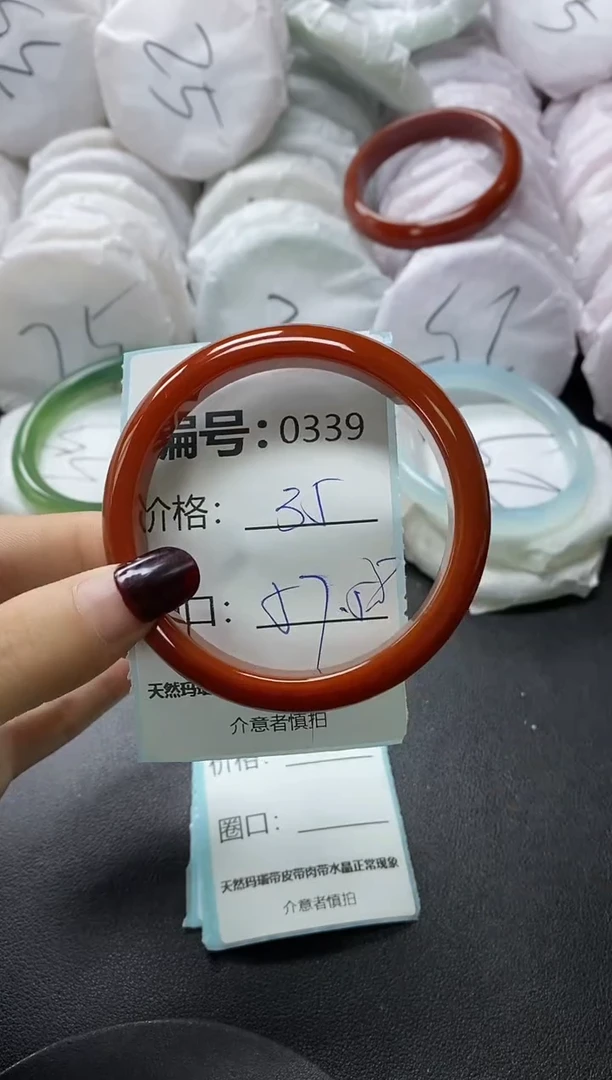 25
25
编号：0339
价格：35
口：57.
天然玛瑙
介意者慎拍
价格：
圈口：
天然玛瑙带皮带肉带水晶正常现象
介意者慎拍